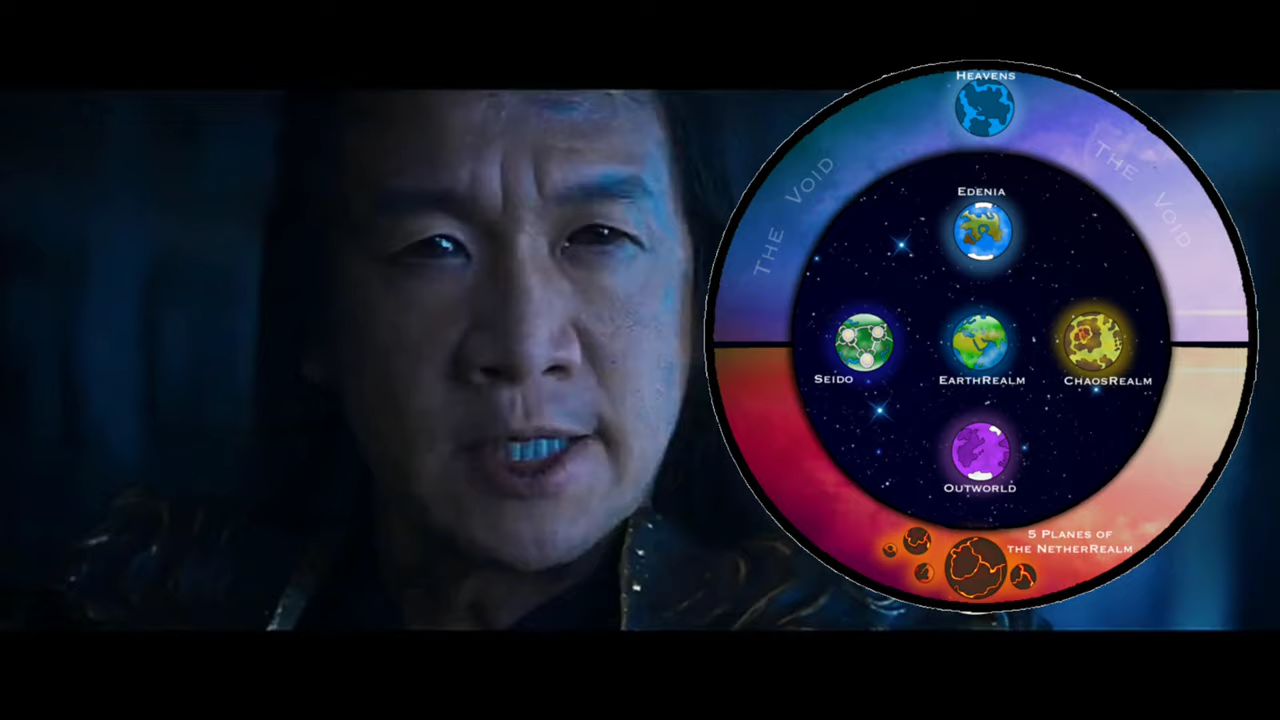 HEAVENS
THE VOID
THE VOID
EDENIA
SEIDO
EARTHREALM
CHAOSREALM
OUTWORLD
5 PLANES OF
THE NETHERREALM